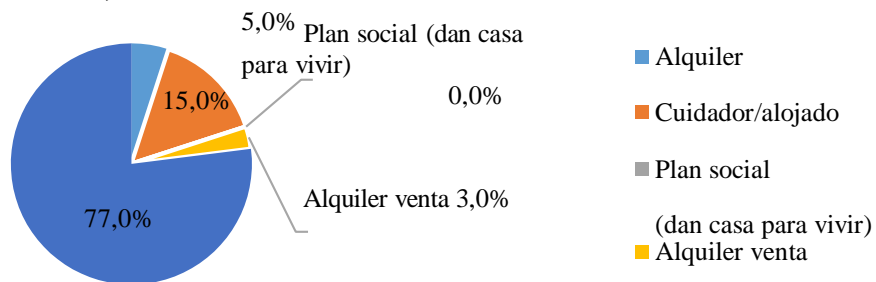 5,0%
Plan social (dan casa
para vivir)
0,0%
15,0%
Alquiler venta 3,0%
77,0%
Alquiler
Cuidador/alojado
Plan social
(dan casa para vivir)
Alquiler venta